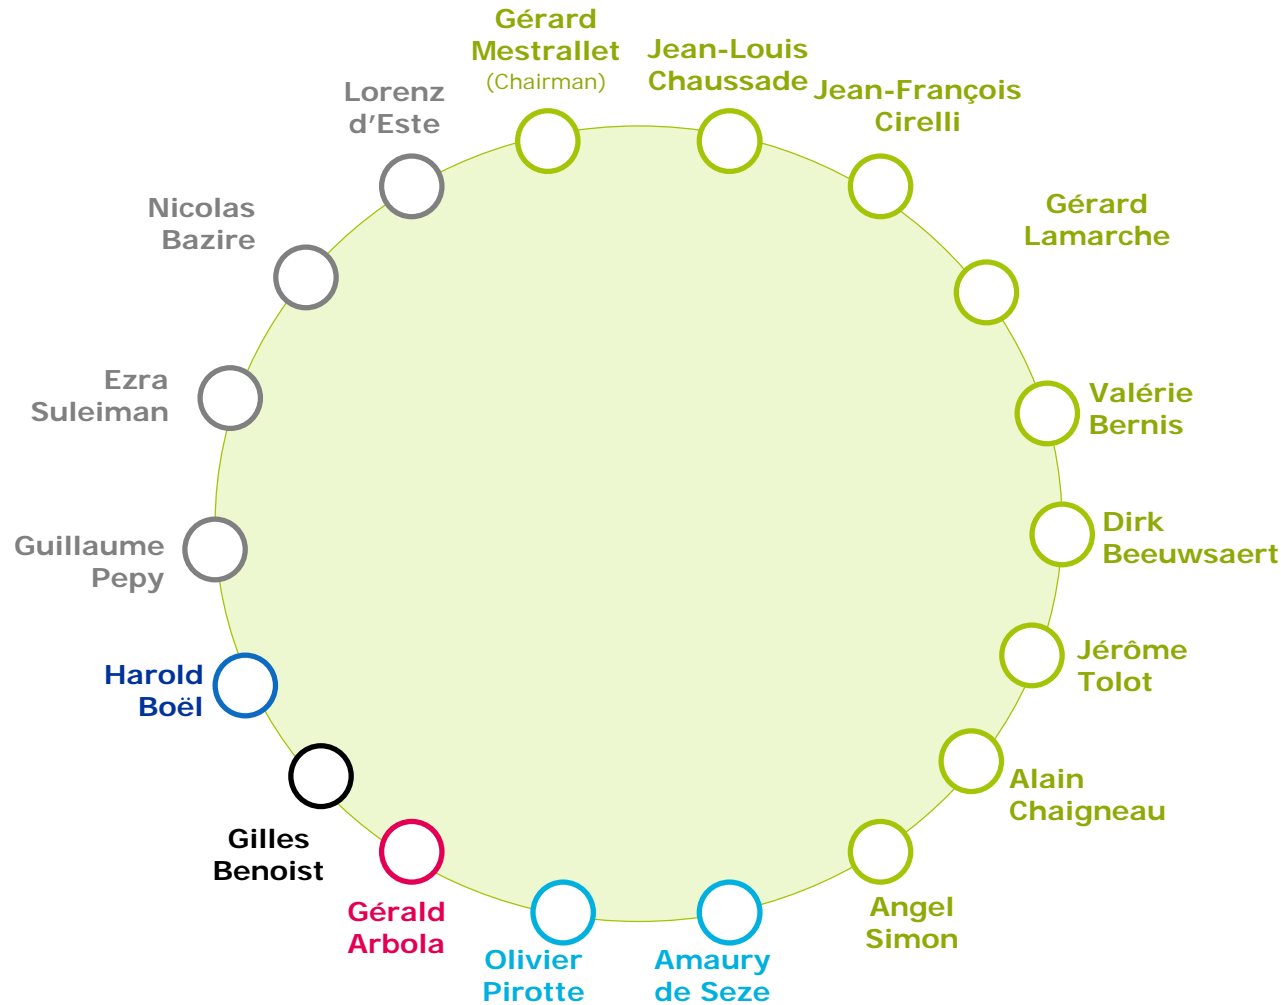 Gérard
Mestrallet
(Chairman)
Jean-Louis
Chaussade
Jean-François
Cirelli
Gérard
Lamarche
Valérie
Bernis
Dirk
Beeuwsaert
Jérôme
Tolot
Alain
Chaigneau
Angel
Simon
Amaury
de Seze
Olivier
Pirotte
Gérald
Arbola
Gilles
Benoist
Harold
Boël
Guillaume
Pepy
Ezra
Suleiman
Nicolas
Bazire
Lorenz
d’Este